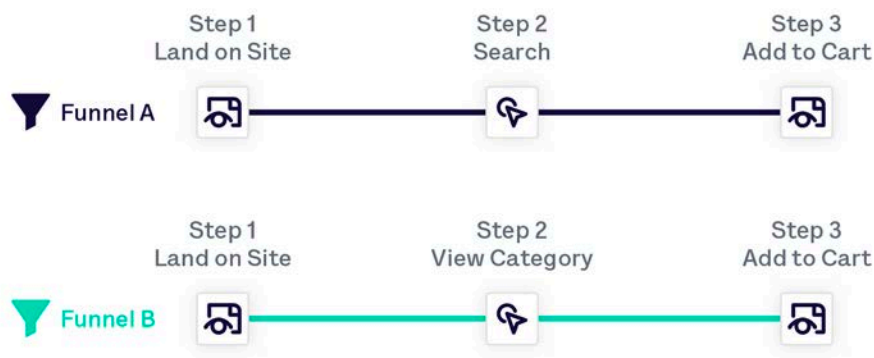 Step 1
Land on Site
Step 2
Search
Step 3
Add to Cart
Funnel A
Step 1
Land on Site
Step 2
View Category
Step 3
Add to Cart
Funnel B